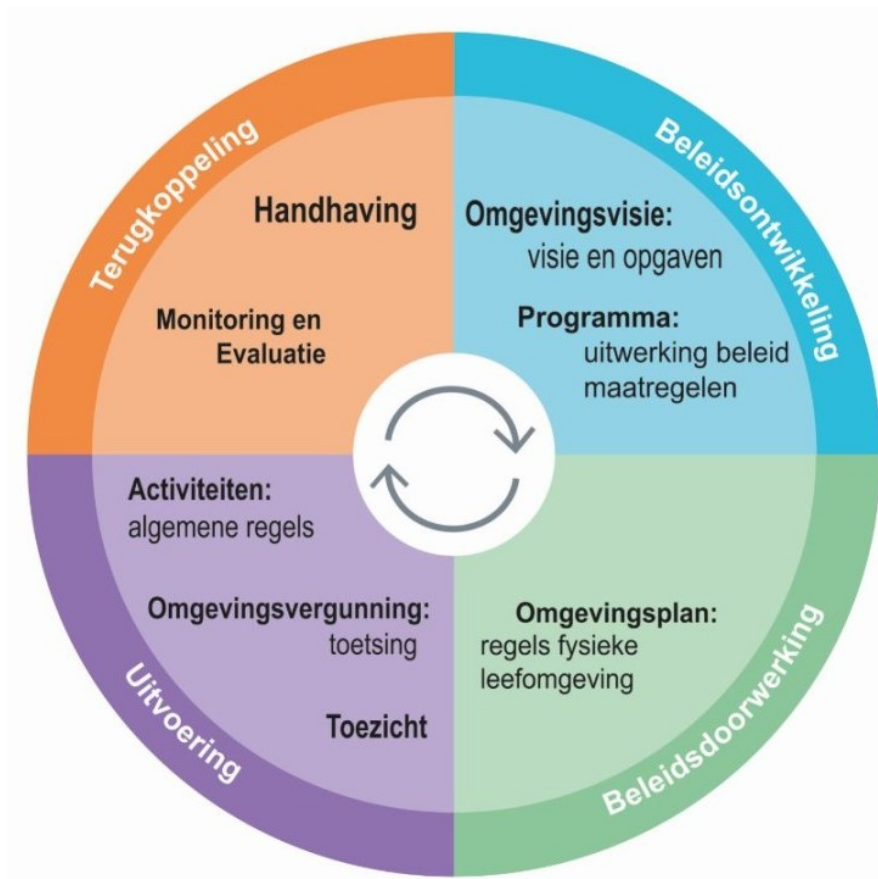 Terugkoppeling
Handhaving
Monitoring en
Evaluatie
Beleidsontwikkeling
Omgevingsvisie:
visie en opgaven
Programma:
uitwerking beleid
maatregelen
Beleidsdoorwerking
Omgevingsplan:
regels fysieke
leefomgeving
Uitvoering
Activiteiten:
algemene regels
Omgevingsvergunning:
toetsing
Toezicht